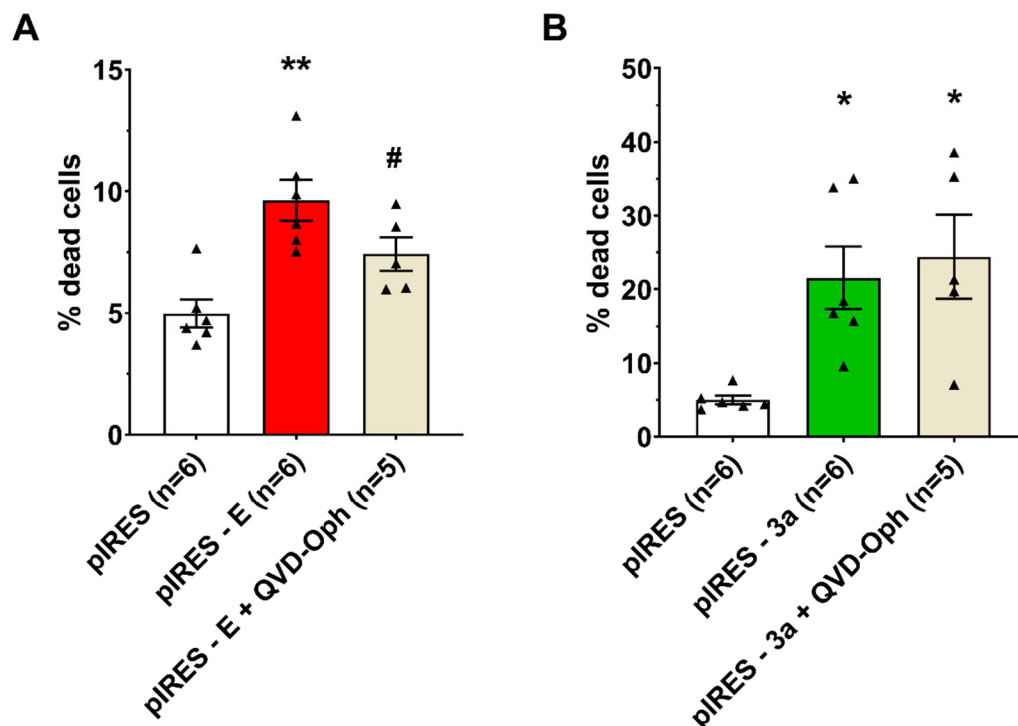 A
% dead cells
15
10
5
0
**
#
pIRES (n=6)
pIRES - E (n=6)
pIRES - E + QVD-Oph (n=5)
B
% dead cells
50
40
30
20
10
0
*
*
pIRES (n=6)
pIRES - 3a (n=6)
pIRES - 3a + QVD-Oph (n=5)